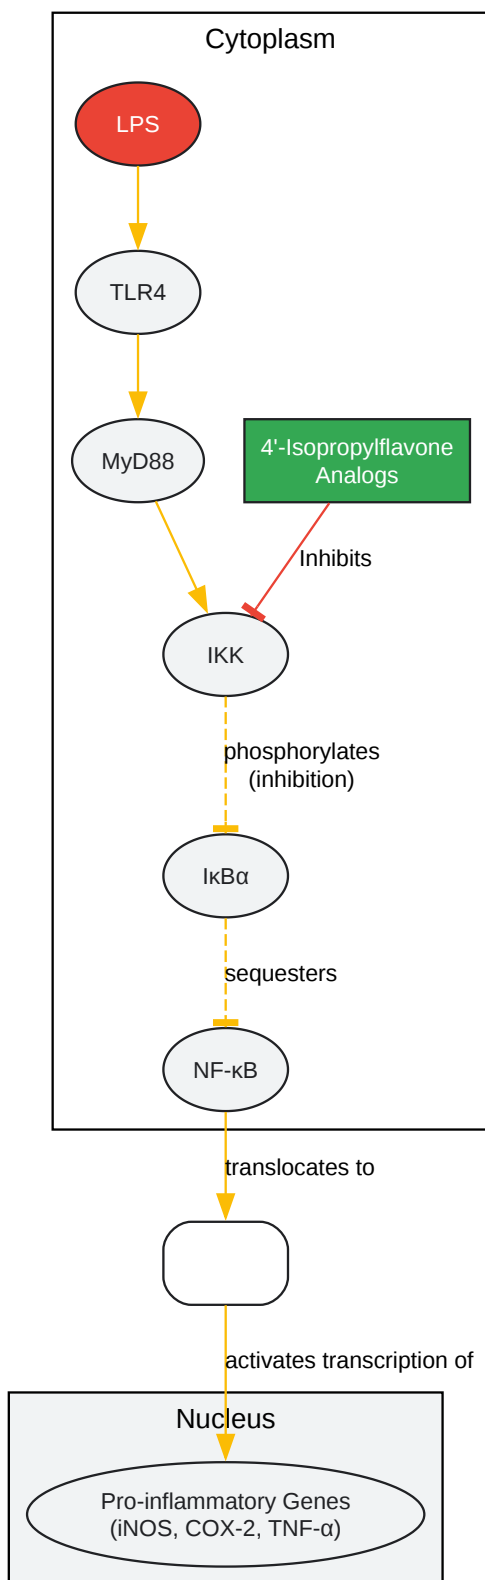 Cytoplasm
LPS
TLR4
MyD88
4'-Isopropylflavone
Analogs
Inhibits
IKK
phosphorylates
(inhibition)
IκBα
sequesters
NF-κB
translocates to
activates transcription of
Nucleus
Pro-inflammatory Genes
(iNOS, COX-2, TNF-α)